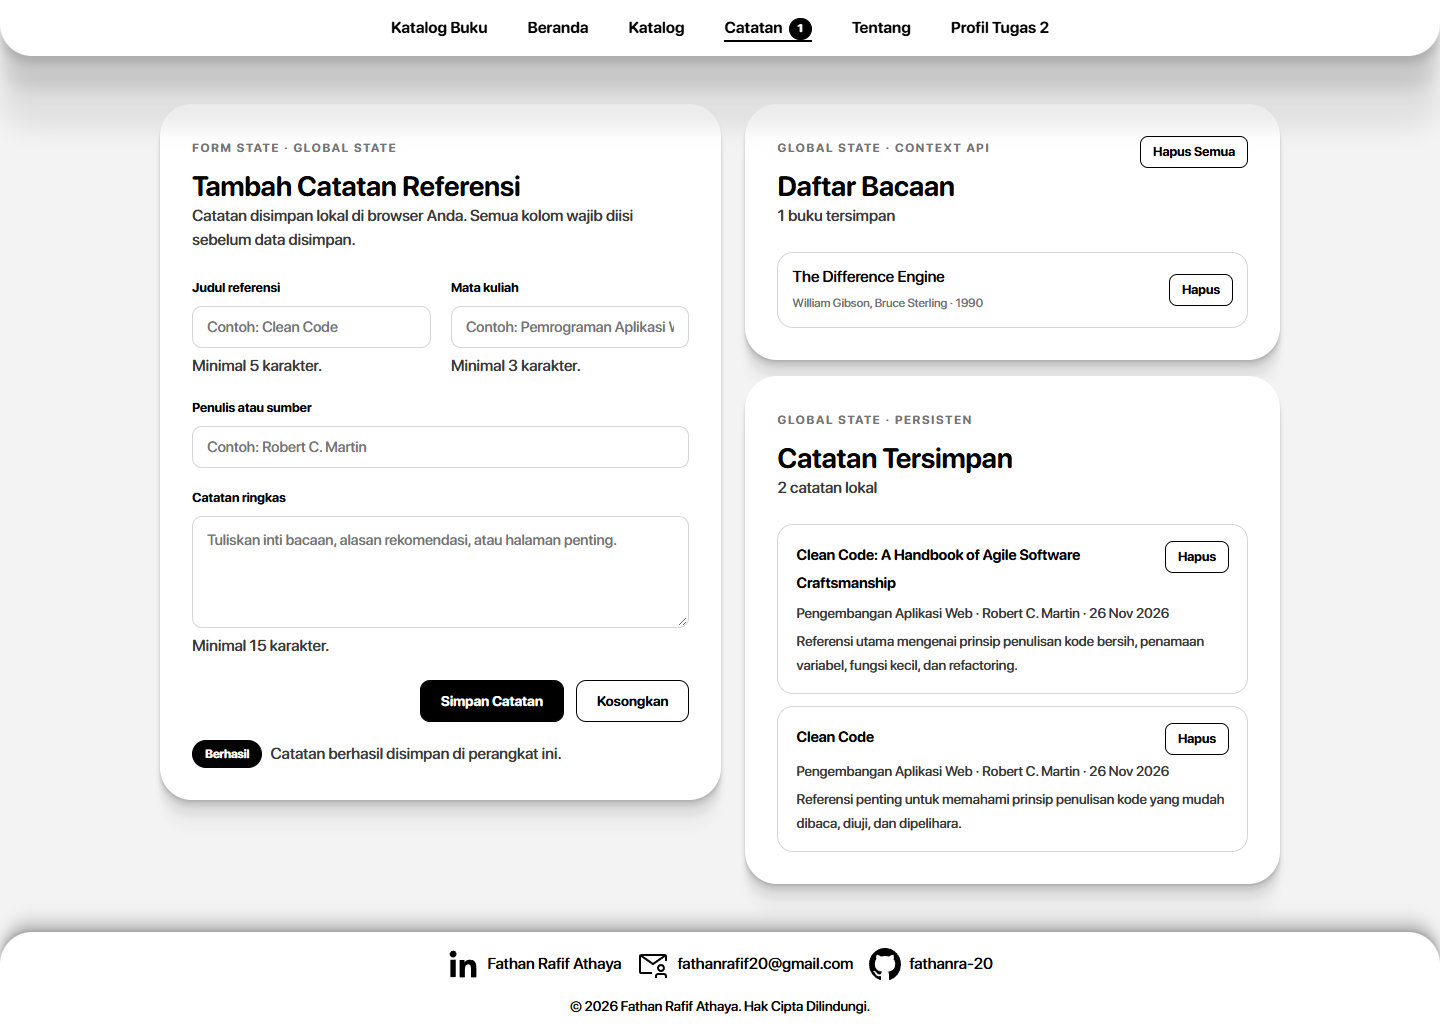 Katalog Buku Beranda Katalog Catatan 1 Tentang Profil Tugas 2
FORM STATE · GLOBAL STATE
Tambah Catatan Referensi
Catatan disimpan lokal di browser Anda. Semua kolom wajib diisi
sebelum data disimpan.
Judul referensi
Contoh: Clean Code
Minimal 5 karakter.
Mata kuliah
Contoh: Pemrograman Aplikasi
Minimal 3 karakter.
Penulis atau sumber
Contoh: Robert C. Martin
Catatan ringkas
Tuliskan inti bacaan, alasan rekomendasi, atau halaman penting.
Minimal 15 karakter.
Simpan Catatan Kosongkan
Berhasil Catatan berhasil disimpan di perangkat ini.
GLOBAL STATE · CONTEXT API
Hapus Semua
Daftar Bacaan
1 buku tersimpan
The Difference Engine
William Gibson, Bruce Sterling · 1990
Hapus
GLOBAL STATE · PERSISTEN
Catatan Tersimpan
2 catatan lokal
Clean Code: A Handbook of Agile Software
Craftsmanship
Hapus
Pengembangan Aplikasi Web · Robert C. Martin · 26 Nov 2026
Referensi utama mengenai prinsip penulisan kode bersih, penamaan
variabel, fungsi kecil, dan refactoring.
Clean Code
Hapus
Pengembangan Aplikasi Web · Robert C. Martin · 26 Nov 2026
Referensi penting untuk memahami prinsip penulisan kode yang mudah
dibaca, diuji, dan dipelihara.
Fathan Rafif Athaya fathanrafif20@gmail.com fathanra-20
© 2026 Fathan Rafif Athaya. Hak Cipta Dilindungi.